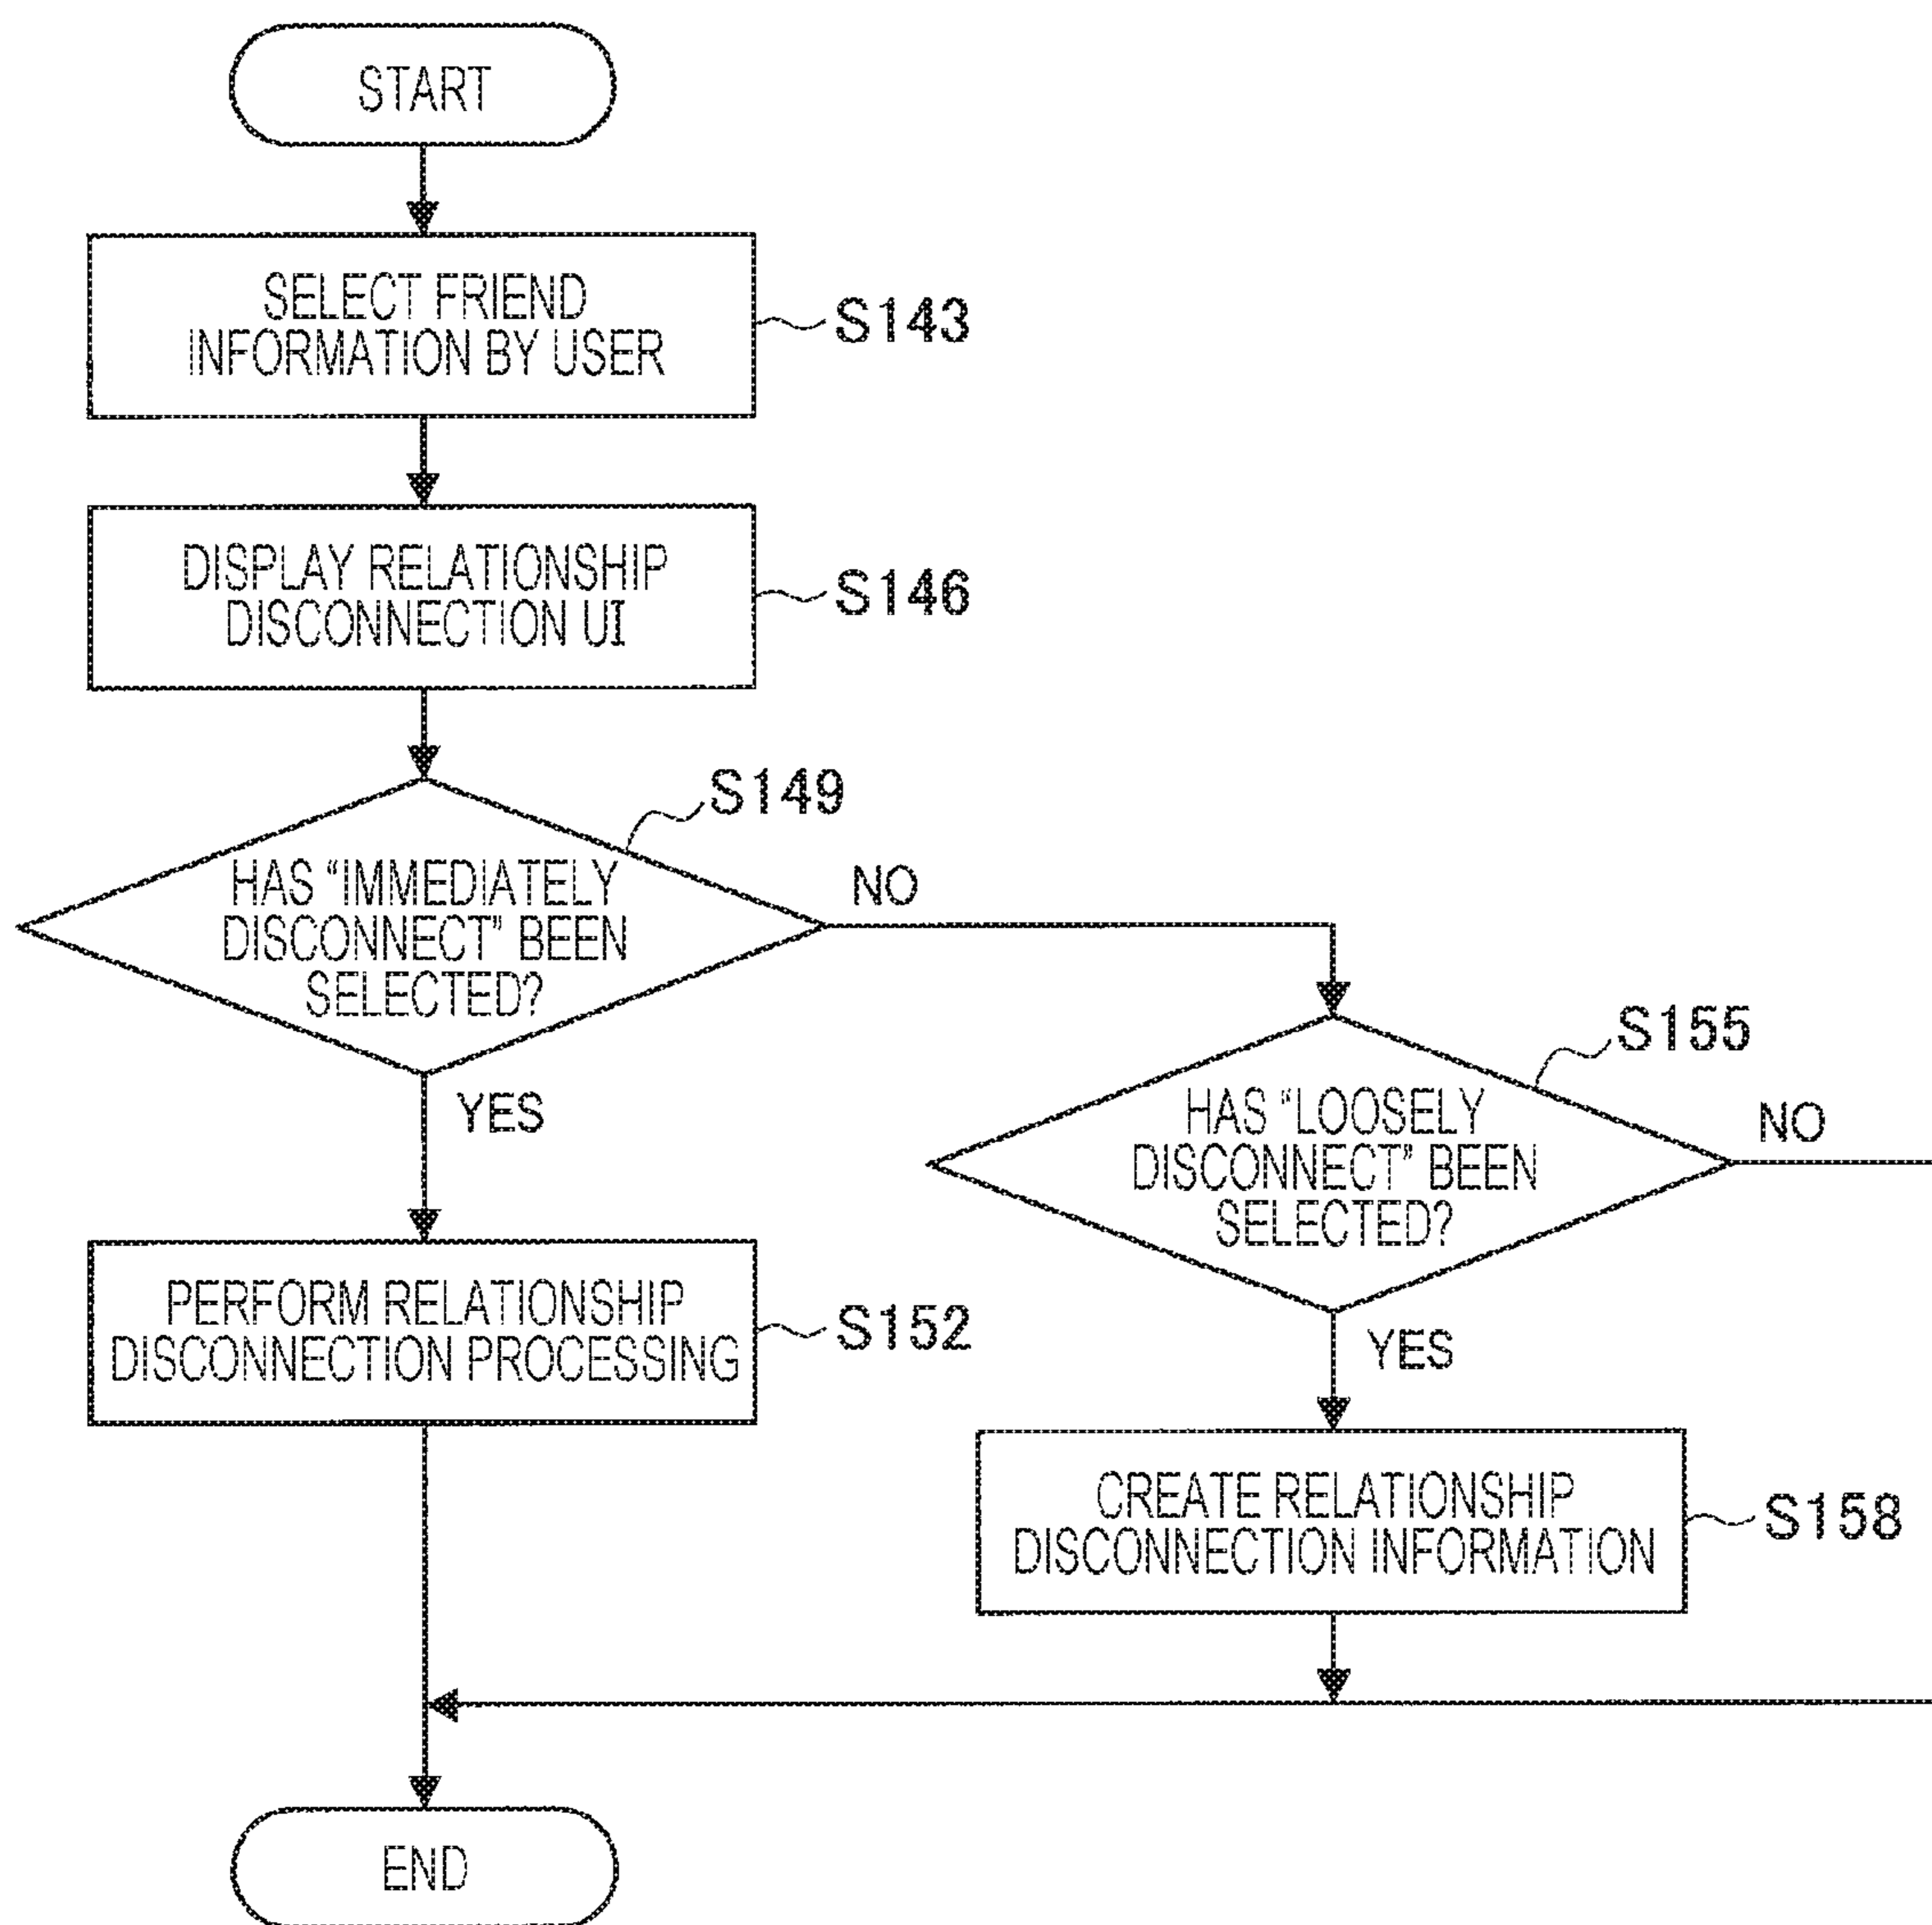 START
SELECT FRIEND
INFORMATION BY USER
S143
DISPLAY RELATIONSHIP
DISCONNECTION UI
S146
S149
HAS “IMMEDIATELY
DISCONNECT” BEEN
SELECTED?
NO
YES
S155
HAS “LOOSELY
DISCONNECT” BEEN
SELECTED?
NO
YES
PERFORM RELATIONSHIP
DISCONNECTION PROCESSING
S152
CREATE RELATIONSHIP
DISCONNECTION INFORMATION
S158
END